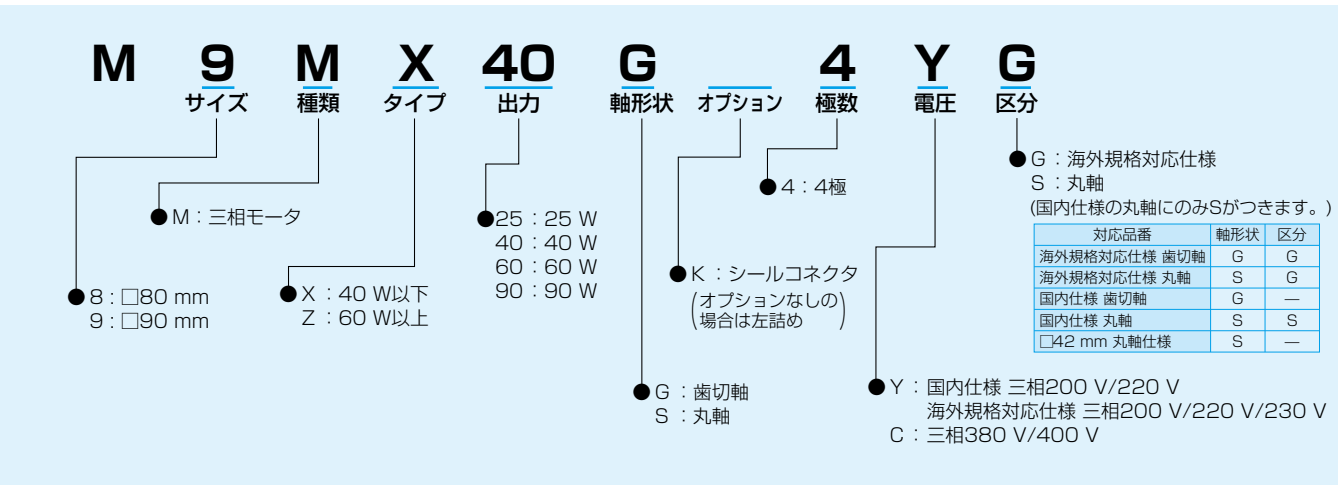 M 9 M X 40 G 4 Y G
サイズ 種類 タイプ 出力 軸形状 オプション 極数 電圧 区分
●8：□80 mm
9：□90 mm
●M：三相モータ
●X：40 W以下
Z：60 W以上
●25：25 W
40：40 W
60：60 W
90：90 W
●G：歯切軸
S：丸軸
●K：シールコネクタ
(オプションなしの
場合は左詰め)
●4：4極
●Y：国内仕様 三相200 V/220 V
海外規格対応仕様 三相200 V/220 V/230 V
C：三相380 V/400 V
●G：海外規格対応仕様
S：丸軸
(国内仕様の丸軸にのみSがつきます。)
対応品番 軸形状 区分
海外規格対応仕様 歯切軸 G G
海外規格対応仕様 丸軸 S G
国内仕様 歯切軸 G —
国内仕様 丸軸 S S
□42 mm 丸軸仕様 S —